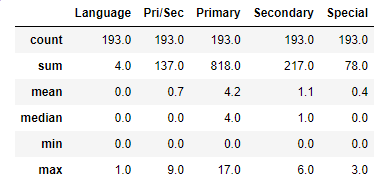 Language Pri/Sec Primary Secondary Special
count 193.0 193.0 193.0 193.0 193.0
sum 4.0 137.0 818.0 217.0 78.0
mean 0.0 0.7 4.2 1.1 0.4
median 0.0 0.0 4.0 1.0 0.0
min 0.0 0.0 0.0 0.0 0.0
max 1.0 9.0 17.0 6.0 3.0